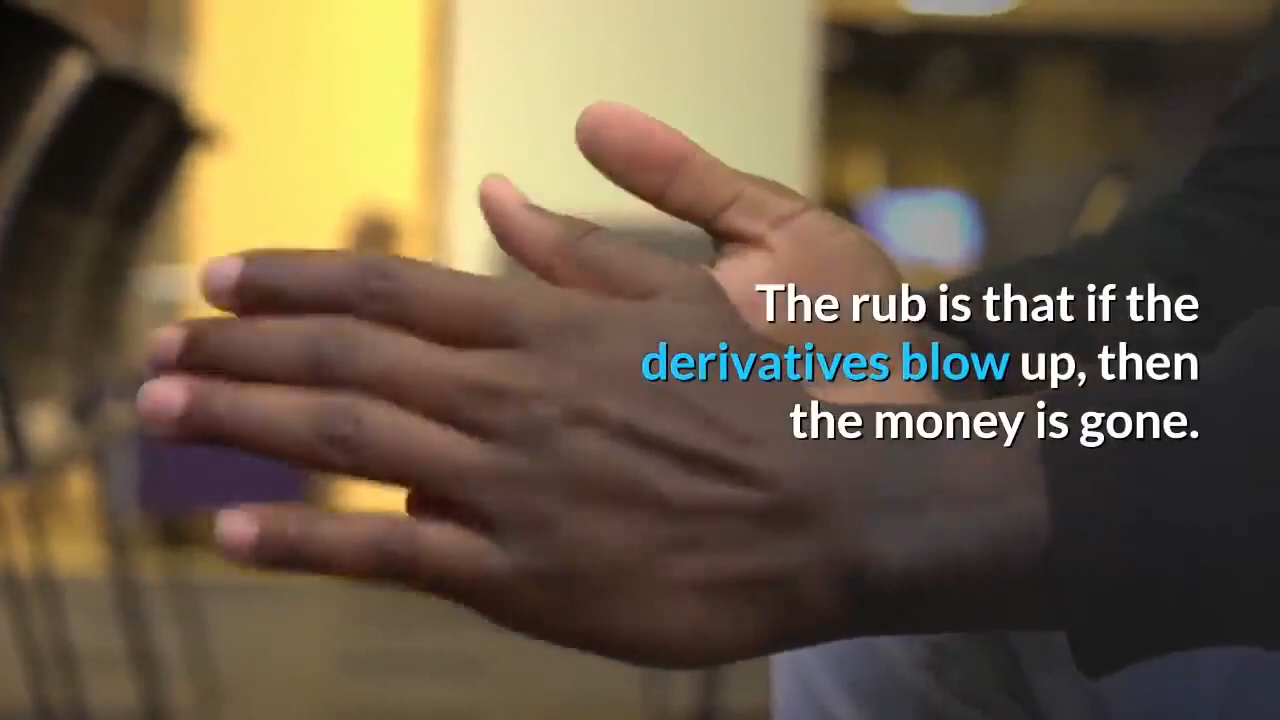 The rub is that if the
derivatives blow up, then
the money is gone.